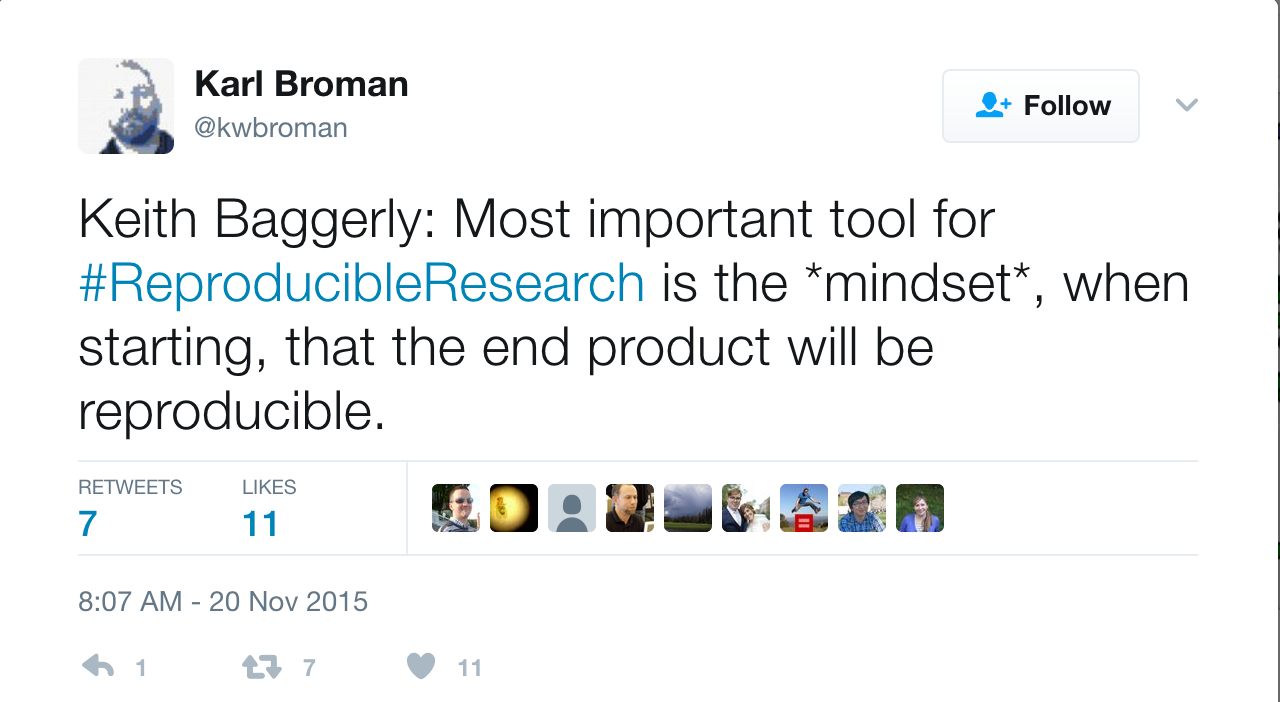 Karl Broman
@kwbroman
Follow
Keith Baggerly: Most important tool for
#ReproducibleResearch is the *mindset*, when
starting, that the end product will be
reproducible.
RETWEETS LIKES
7 11
8:07 AM - 20 Nov 2015
1 7 11